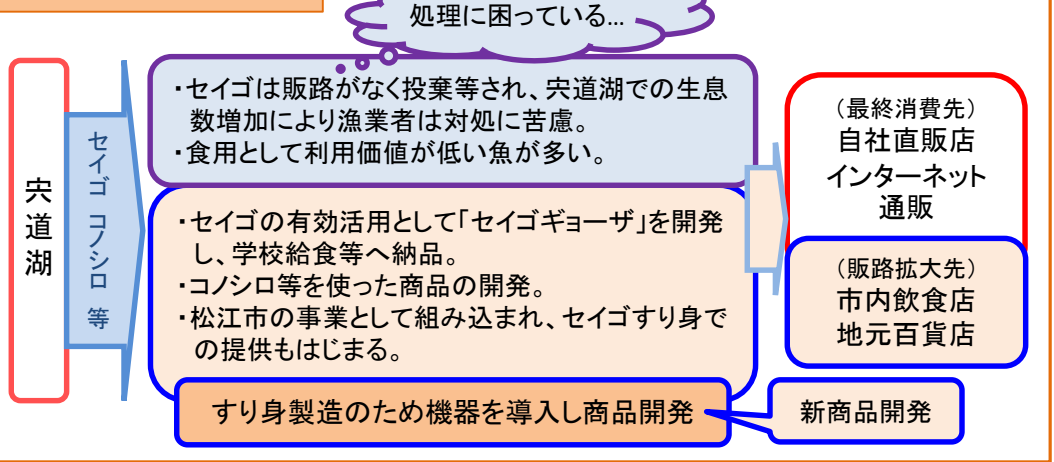 処理に困っている…
宍道湖
セイゴ コノシロ 等
・セイゴは販路がなく投棄等され、宍道湖での生息
数増加により漁業者は対処に苦慮。
・食用として利用価値が低い魚が多い。
・セイゴの有効活用として「セイゴギョーザ」を開発
し、学校給食等へ納品。
・コノシロ等を使った商品の開発。
・松江市の事業として組み込まれ、セイゴすり身で
の提供もはじまる。
すり身製造のため機器を導入し商品開発
新商品開発
（最終消費先）
自社直販店
インターネット
通販
（販路拡大先）
市内飲食店
地元百貨店